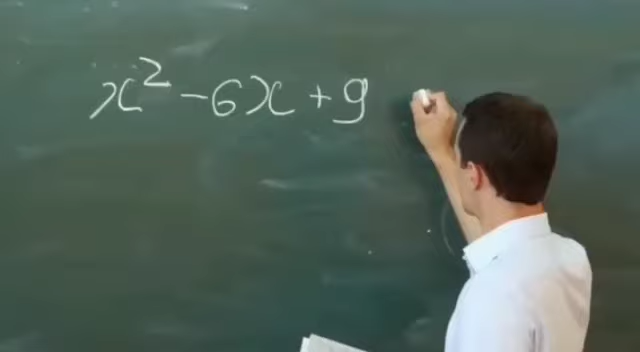 x² - 6x + 9